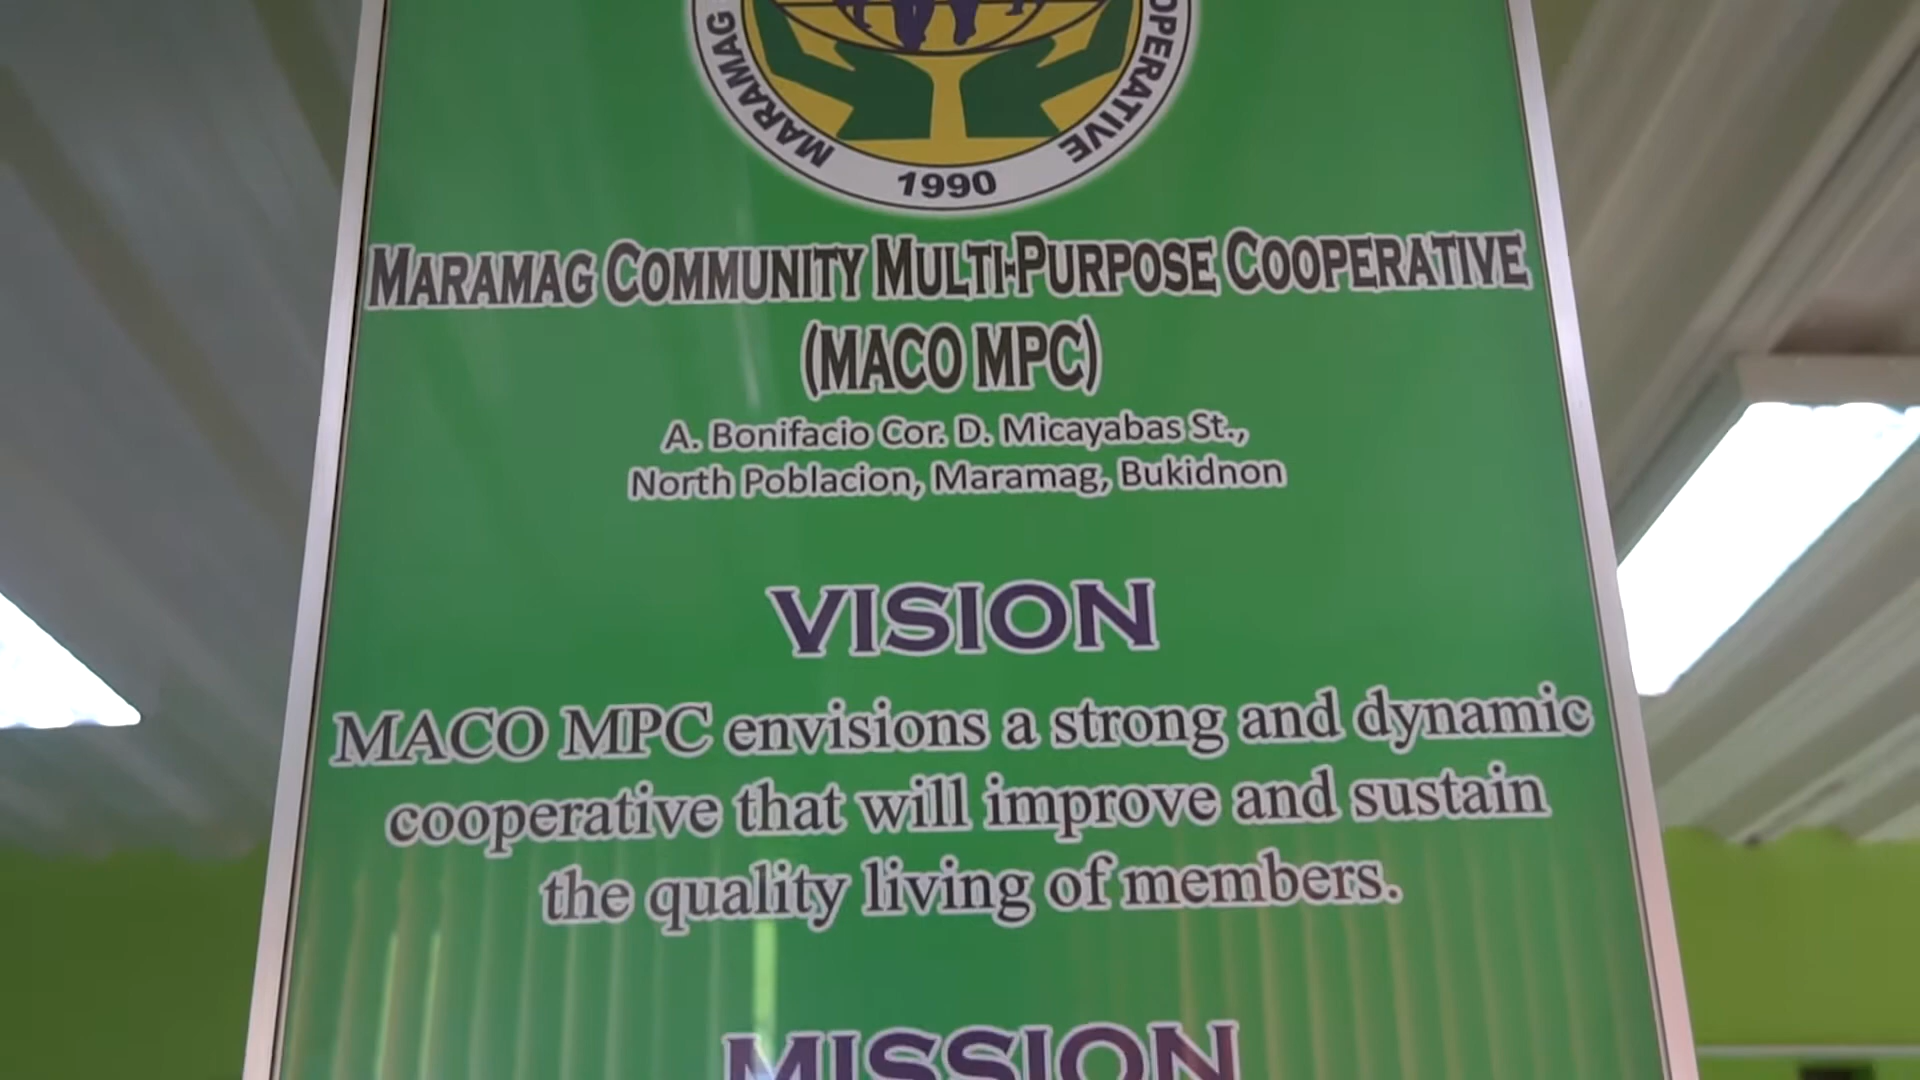 MARAMAG
OPERATIVE
1990
MARAMAG COMMUNITY MULTI-PURPOSE COOPERATIVE
(MACO MPC)
A. Bonifacio Cor. D. Micayabas St.,
North Poblacion, Maramag, Bukidnon
VISION
MACO MPC envisions a strong and dynamic
cooperative that will improve and sustain
the quality living of members.
MISSION